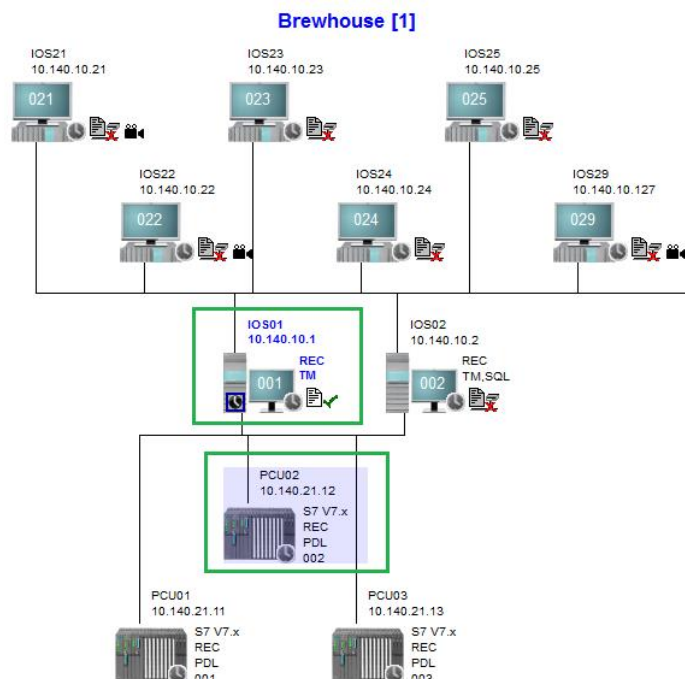 Brewhouse [1]
IOS21
10.140.10.21
021
IOS23
10.140.10.23
023
IOS25
10.140.10.25
025
IOS22
10.140.10.22
022
IOS24
10.140.10.24
024
IOS29
10.140.10.127
029
IOS01
10.140.10.1
REC
TM
001
IOS02
10.140.10.2
REC
TM,SQL
002
PCU02
10.140.21.12
S7 V7.x
REC
PDL
002
PCU01
10.140.21.11
S7 V7.x
REC
PDL
001
PCU03
10.140.21.13
S7 V7.x
REC
PDL
003